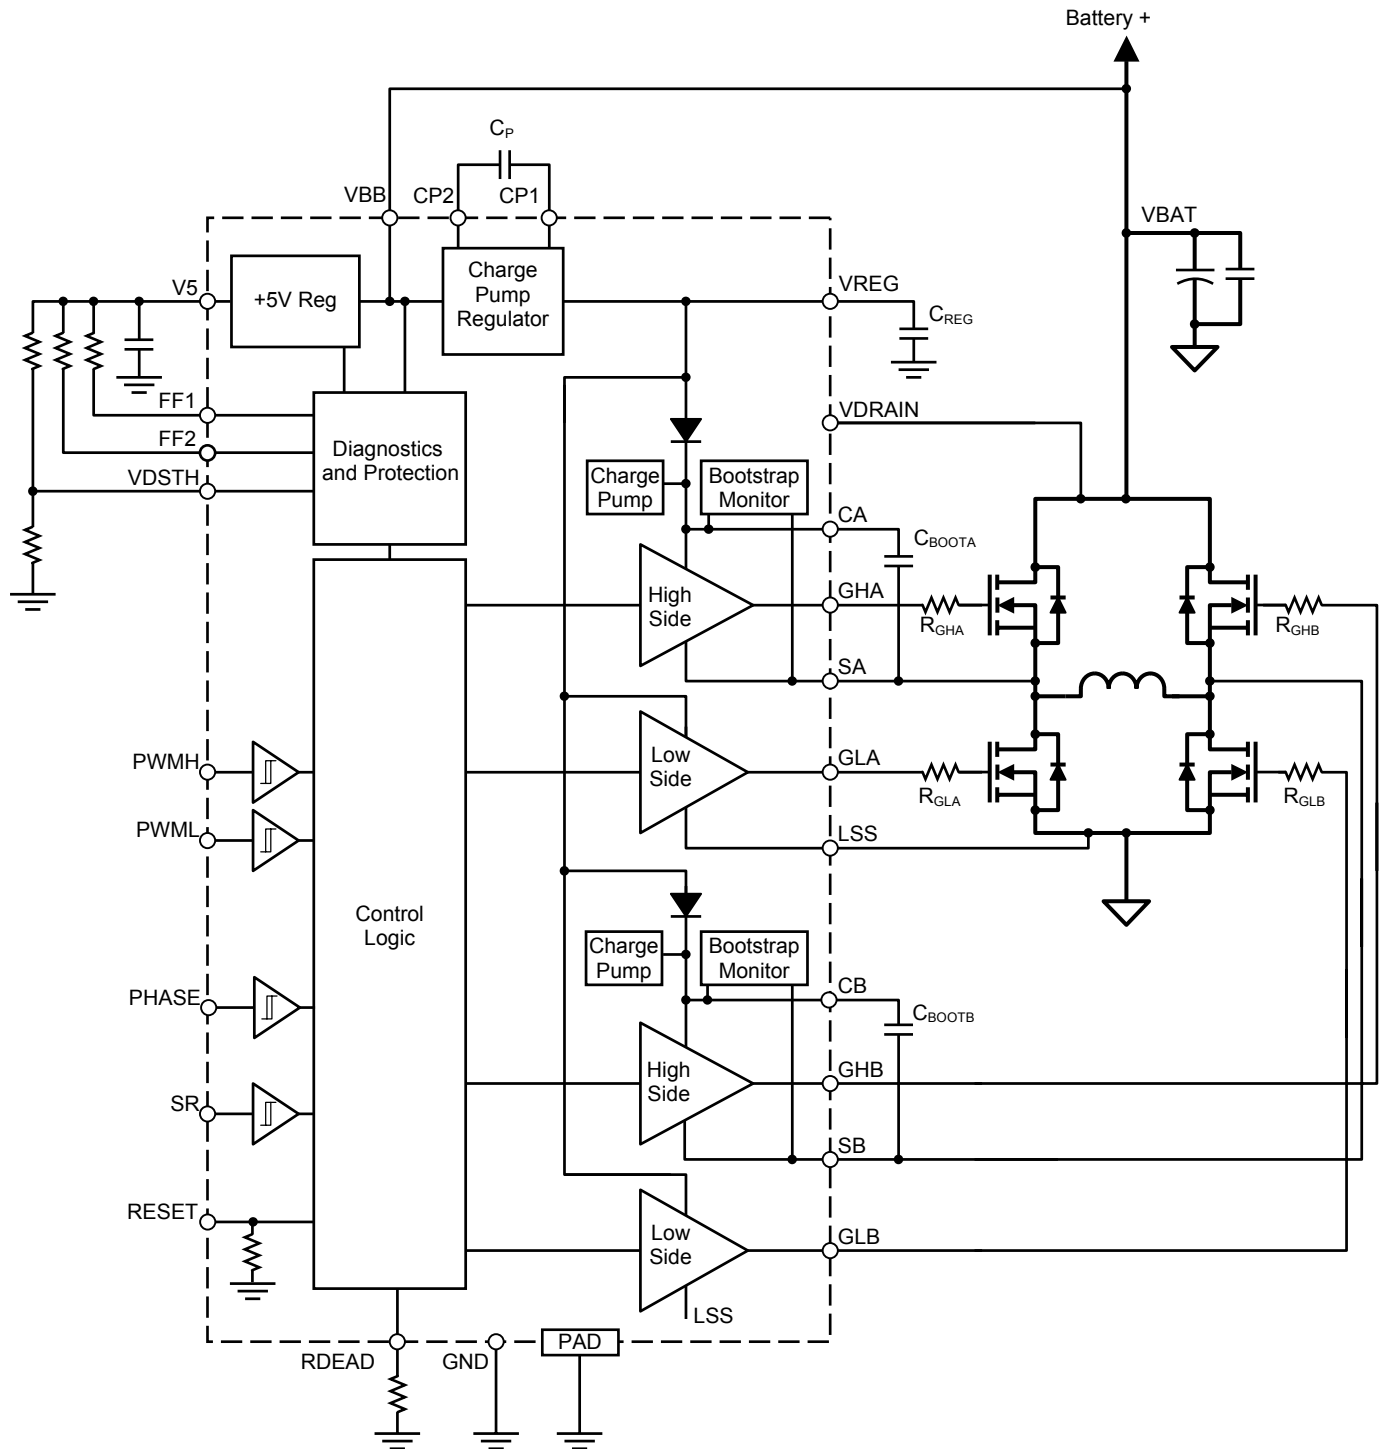 Battery +
CP
VBB
CP2
CP1
VBAT
V5
+5V Reg
Charge
Pump
Regulator
VREG
CREG
FF1
FF2
VDSTH
Diagnostics
and Protection
VDRAIN
Charge
Pump
Bootstrap
Monitor
CA
CBOOTA
High
Side
GHA
RGHA
RGHB
SA
PWMH
Low
Side
GLA
RGLA
RGLB
PWML
LSS
Control
Logic
Charge
Pump
Bootstrap
Monitor
PHASE
CB
CBOOTB
High
Side
GHB
SR
SB
RESET
Low
Side
GLB
LSS
RDEAD
GND
PAD